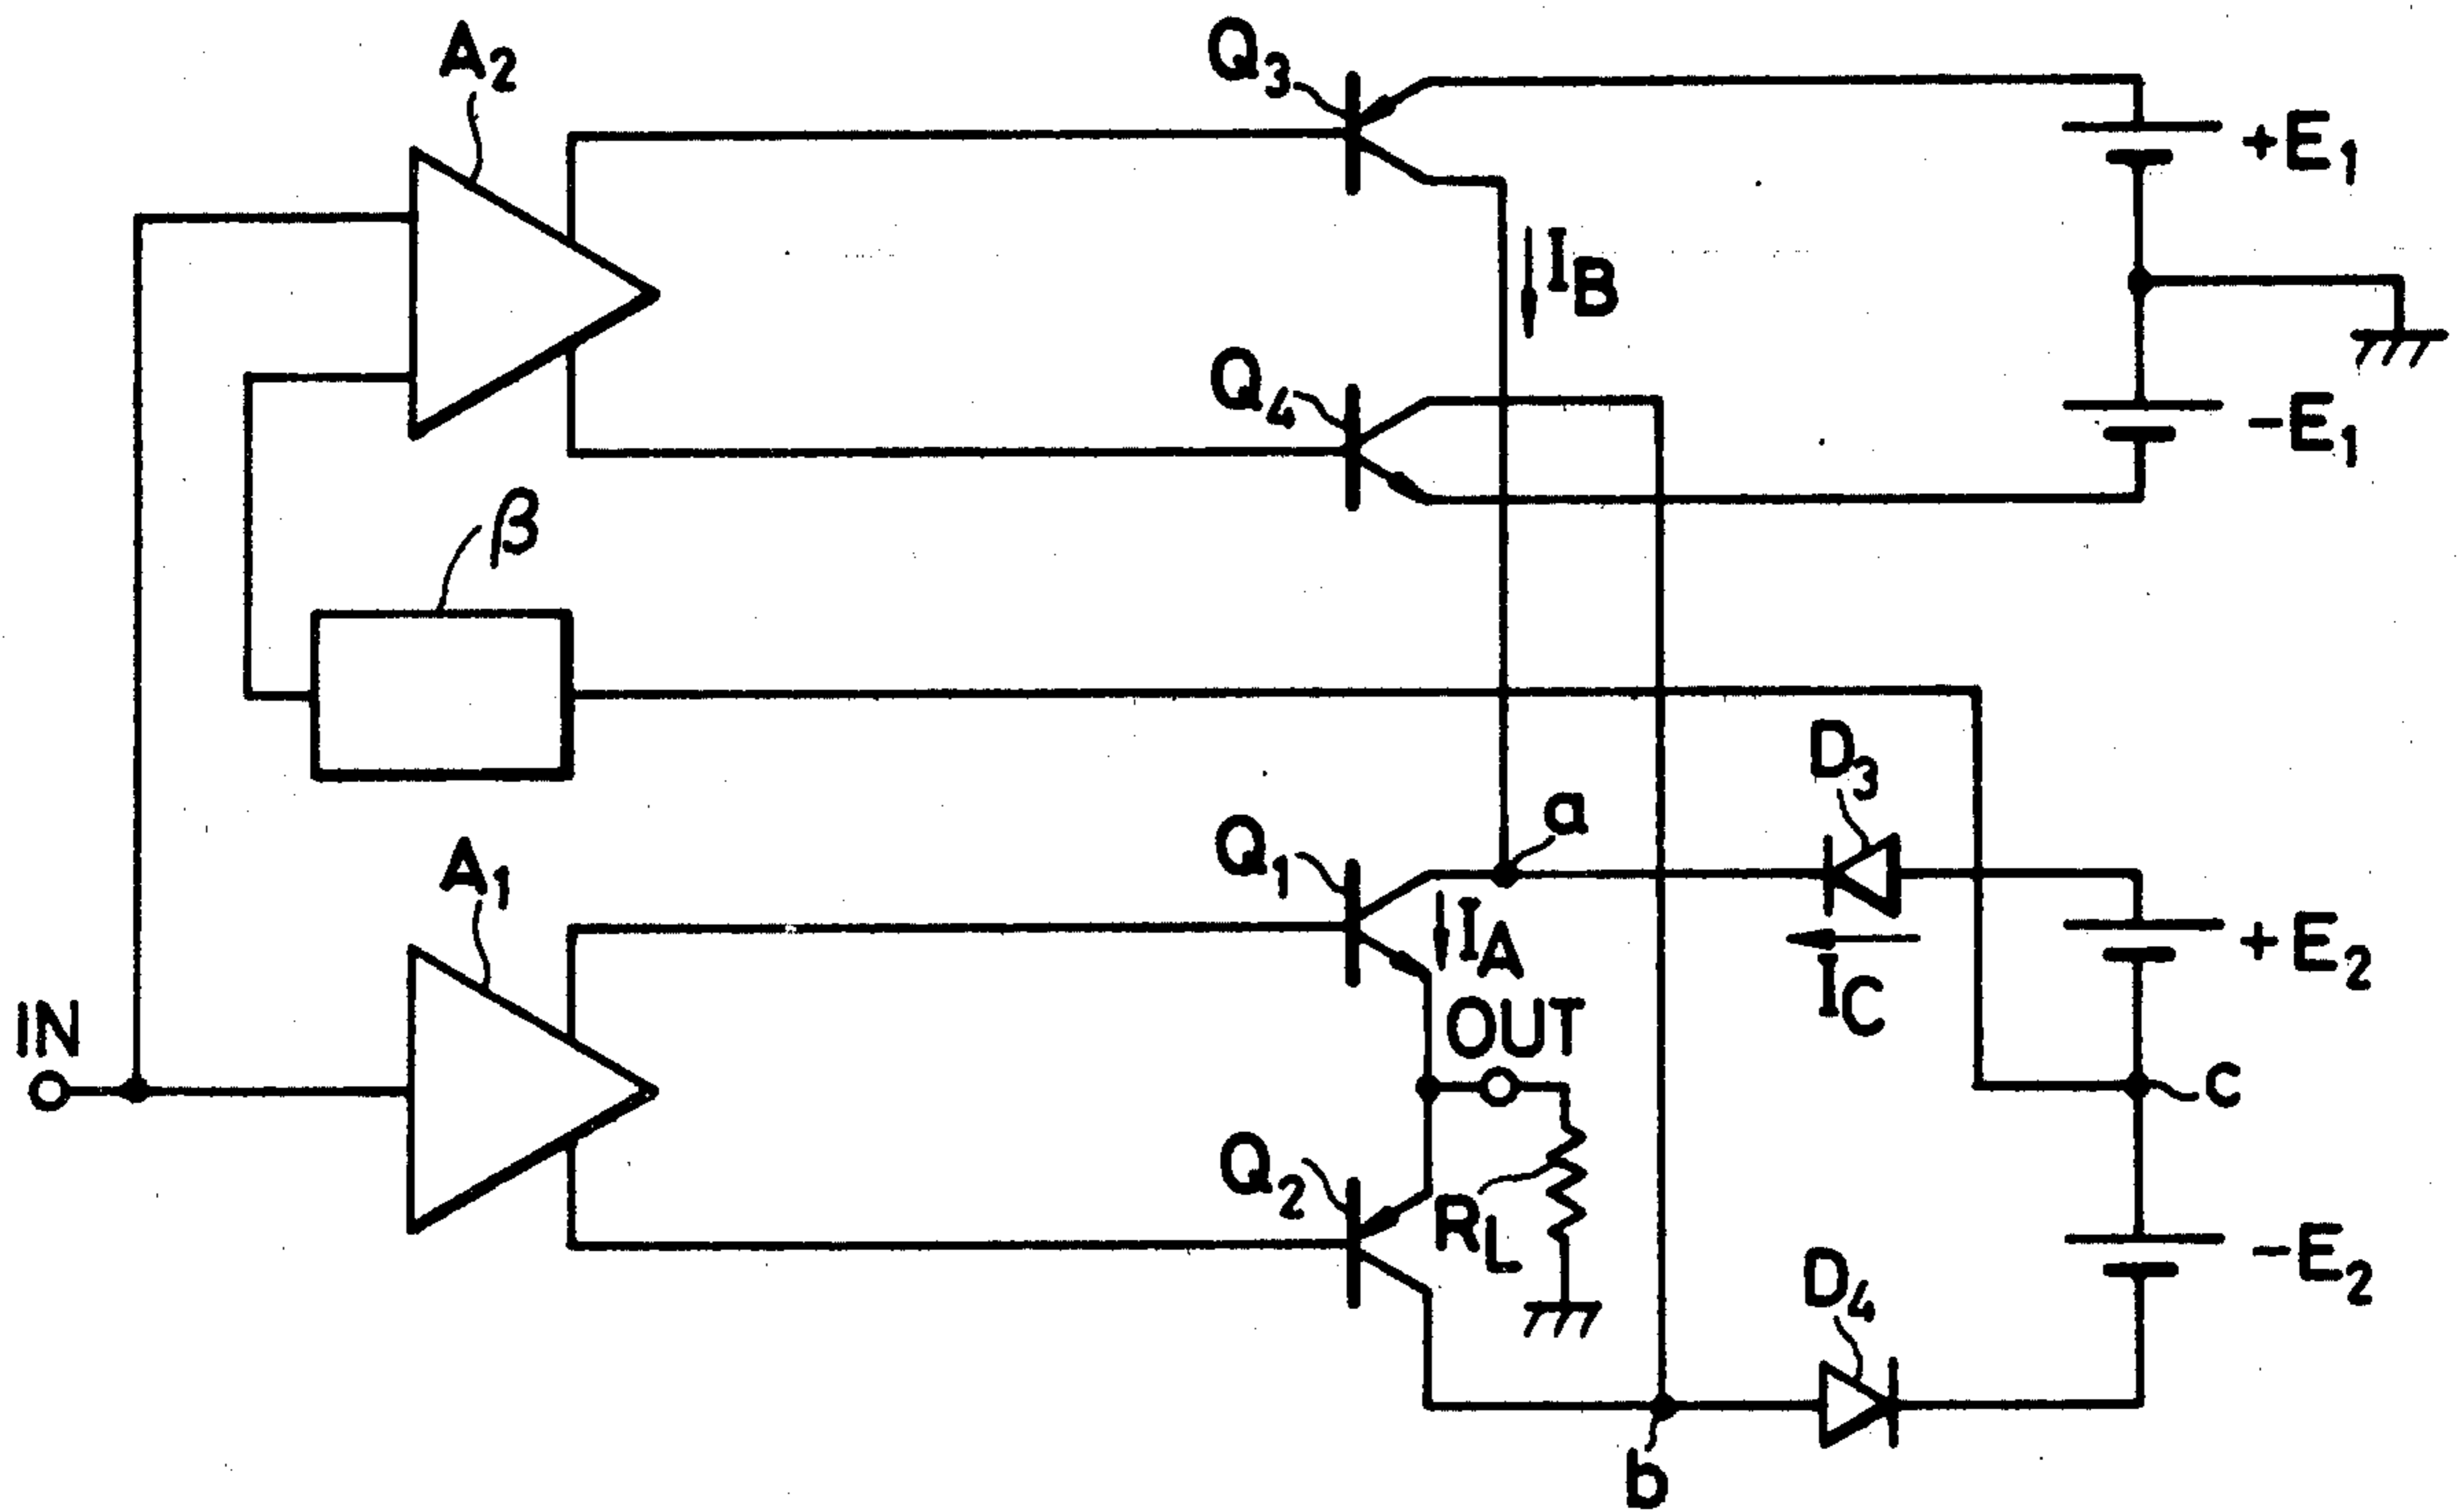 A2
Q3
+E1
IB
Q4
-E1
β
D3
a
Q1
A1
IA
+E2
IC
IN
OUT
C
Q2
RL
D4
-E2
b